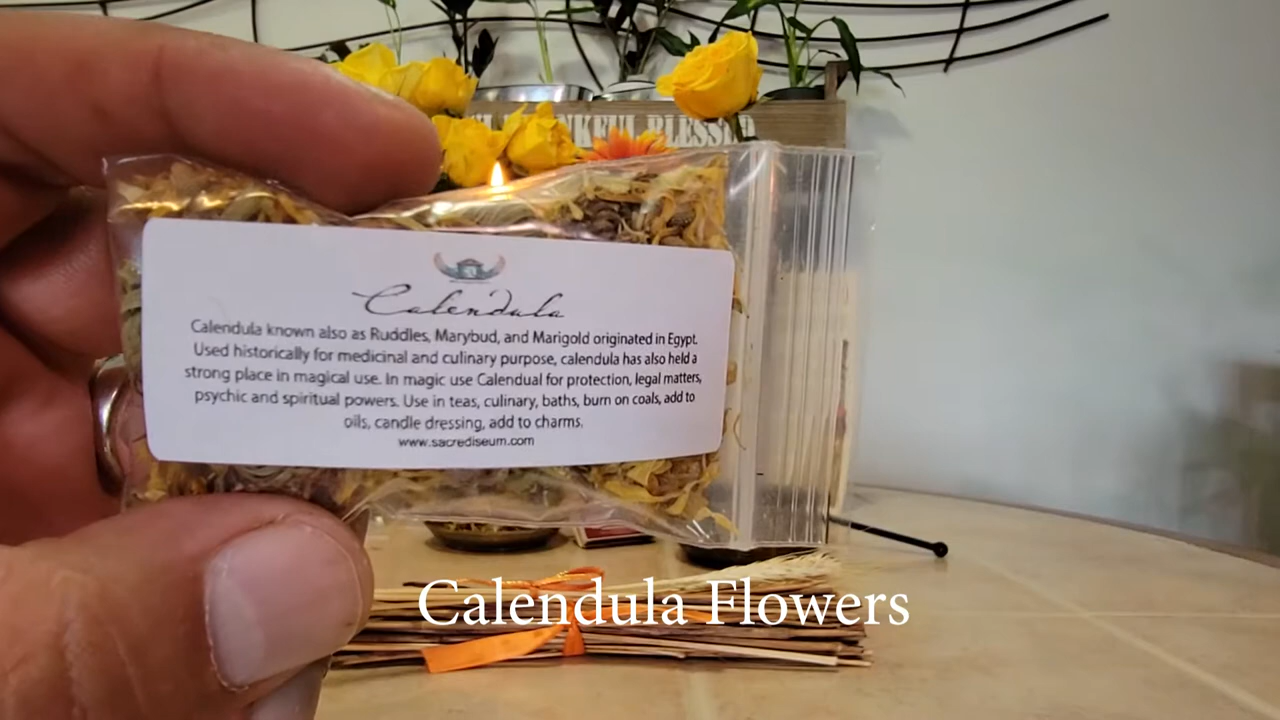 BLESSED
Calendula
Calendula known also as Ruddles, Marybud, and Marigold originated in Egypt.
Used historically for medicinal and culinary purpose, calendula has also held a
strong place in magical use. In magic use Calendual for protection, legal matters,
psychic and spiritual powers. Use in teas, culinary, baths, burn on coals, add to
oils, candle dressing, add to charms.
www.sacrediseum.com
Calendula Flowers